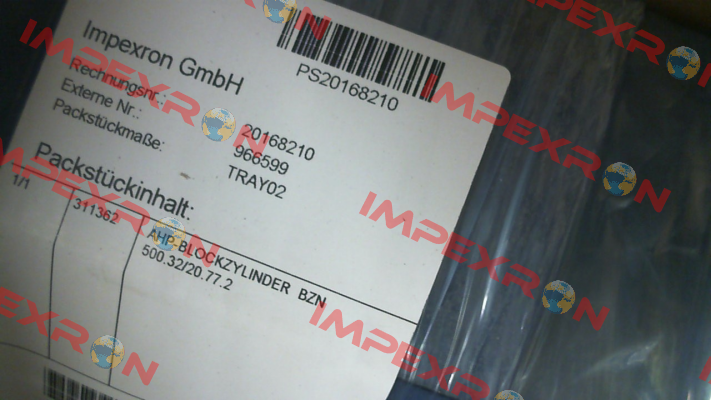 PS20168210
Impexron GmbH
Rechnungsnr.: 20168210
Externe Nr.: 966599
Packstückmaße: TRAY02
Packstückinhalt:
1/1 311362 AHP-BLOCKZYLINDER BZN
500.32/20.77.2
IMPEXRON
IMPEXRON
IMPEXRON
IMPEXRON
IMPEXRON